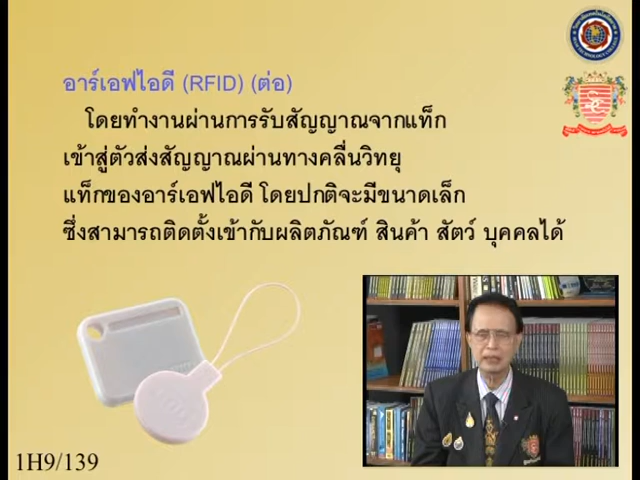 อาร์เอฟไอดี (RFID) (ต่อ)
โดยทำงานผ่านการรับสัญญาณจากแท็ก
เข้าสู่ตัวส่งสัญญาณผ่านทางคลื่นวิทยุ
แท็กของอาร์เอฟไอดี โดยปกติจะมีขนาดเล็ก
ซึ่งสามารถติดตั้งเข้ากับผลิตภัณฑ์ สินค้า สัตว์ บุคคลได้
1H9/139